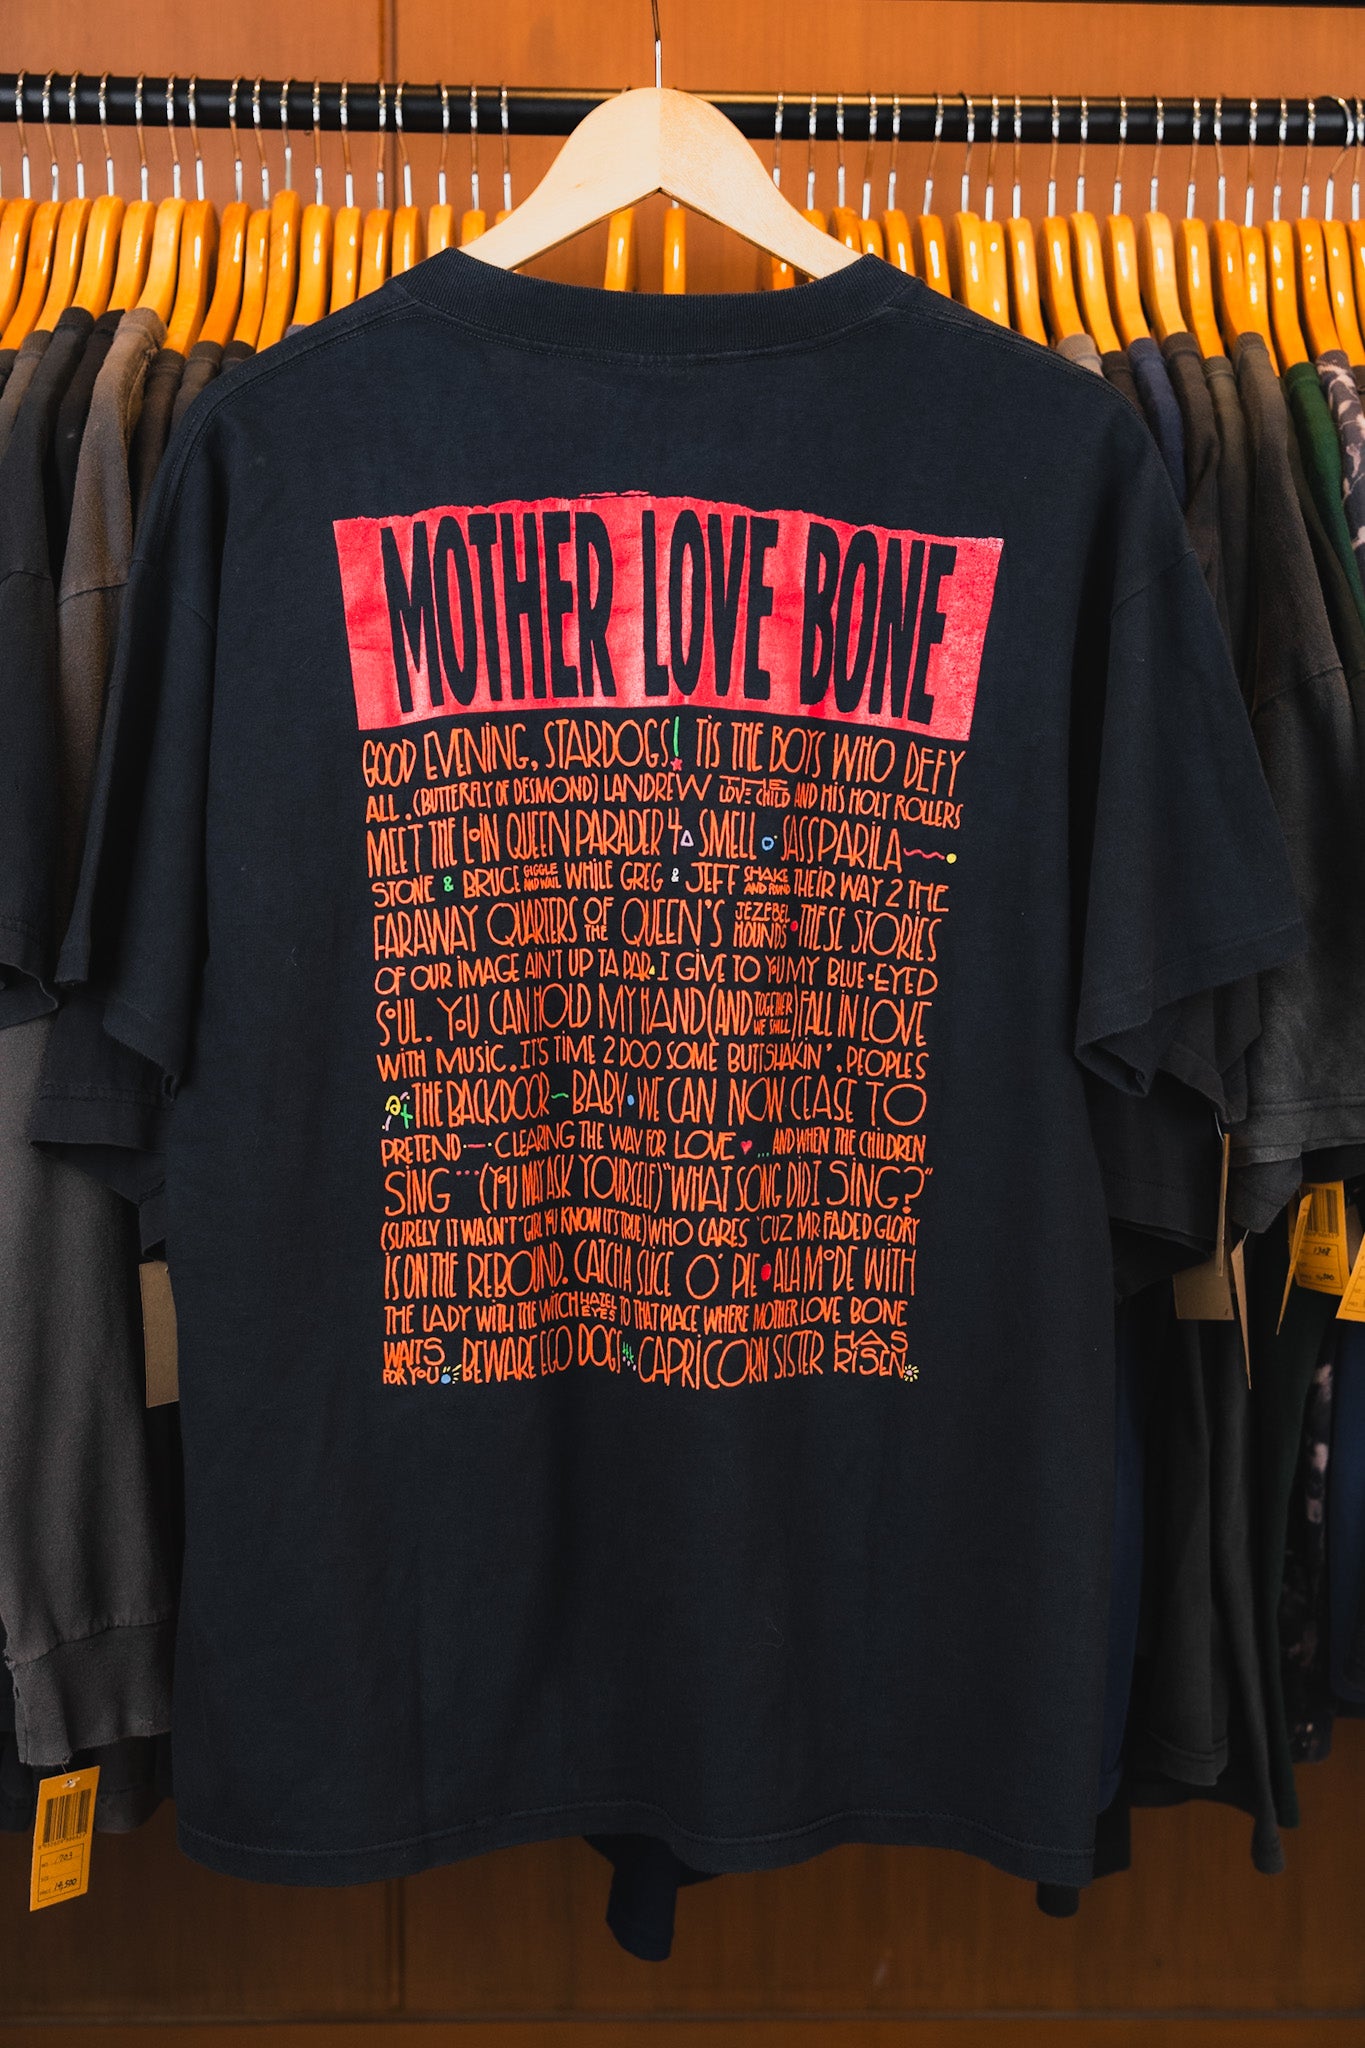 MOTHER LOVE BONE
GOOD EVENING, STARDOGS! TIS THE BOYS WHO DEFY
ALL. (BUTTERFLY OF DESMOND) LANDREW THE LOVE CHILD AND HIS HOLY ROLLERS
MEET THE LOIN QUEEN PARADER 4 SMELL SASSPARILA
STONE & BRUCE GIGGLE AND WAIL WHILE GREG & JEFF SHAKE AND POUND THEIR WAY 2 THE
FARAWAY QUARTERS OF THE QUEEN'S JEZEBEL HOUNDS THESE STORIES
OF OUR IMAGE AIN'T UP TA PAR I GIVE TO YOU MY BLUE-EYED
SOUL. YOU CAN HOLD MY HAND (AND TOGETHER WE SHALL) FALL IN LOVE
WITH MUSIC. IT'S TIME 2 DOO SOME BUTTSHAKIN'. PEOPLES
@ THE BACKDOOR - BABY WE CAN NOW CEASE TO
PRETEND - CLEARING THE WAY FOR LOVE ♥ ... AND WHEN THE CHILDREN
SING ... (YOU MAY ASK YOURSELF) "WHAT SONG DID I SING?"
(SURELY IT WASN'T "GIRL YOU KNOW IT'S TRUE) WHO CARES 'CUZ MR. FADED GLORY
IS ON THE REBOUND. CATCH A SLICE O' PIE ALA MODE WITH
THE LADY WITH THE WITCH HAZEL EYES TO THAT PLACE WHERE MOTHER LOVE BONE
WAITS FOR YOU BEWARE EGO DOG! CAPRICORN SISTER HAS RISEN
703
14,500
1308